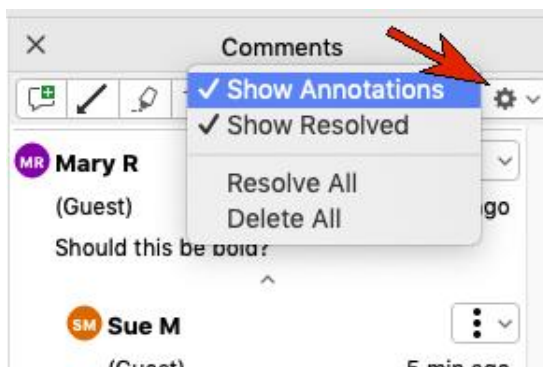 Comments
Show Annotations
Show Resolved
Resolve All
Delete All
MR Mary R
(Guest)
ago
Should this be bold?
SM Sue M
(Guest)
5 min ago